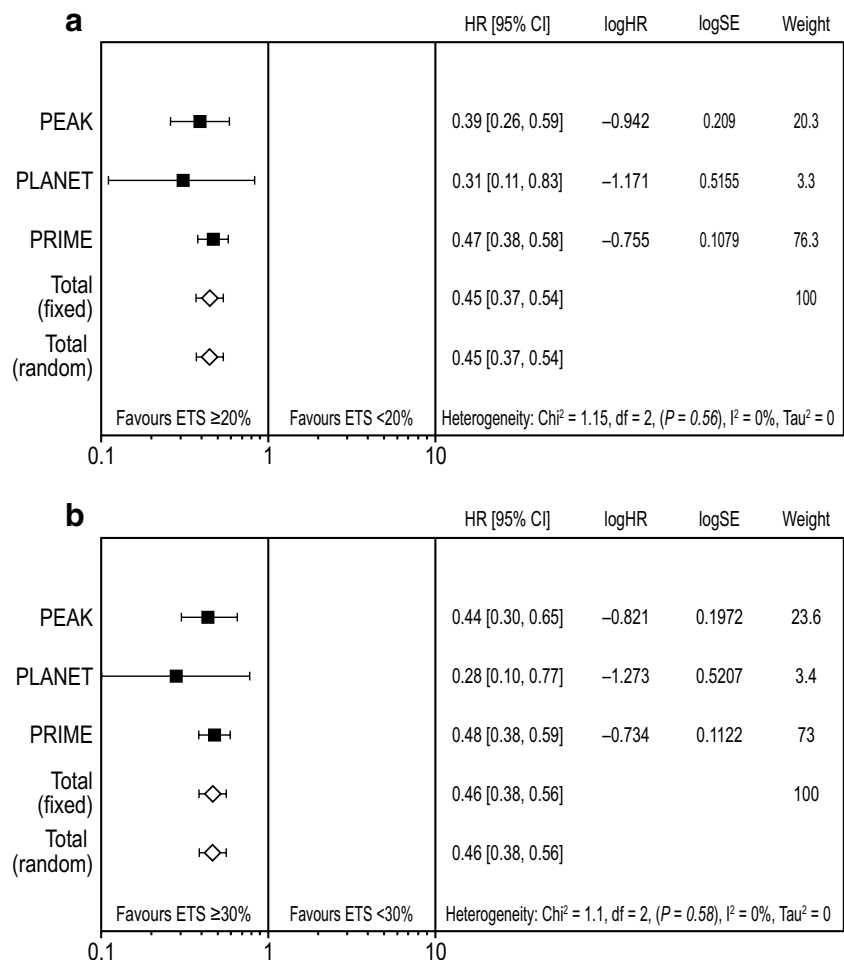 a
HR [95% CI] logHR logSE Weight
PEAK 0.39 [0.26, 0.59] –0.942 0.209 20.3
PLANET 0.31 [0.11, 0.83] –1.171 0.5155 3.3
PRIME 0.47 [0.38, 0.58] –0.755 0.1079 76.3
Total
(fixed) 0.45 [0.37, 0.54] 100
Total
(random) 0.45 [0.37, 0.54]
Favours ETS ≥20% Favours ETS <20% Heterogeneity: Chi² = 1.15, df = 2, (P = 0.56), I² = 0%, Tau² = 0
0.1 1 10
b
HR [95% CI] logHR logSE Weight
PEAK 0.44 [0.30, 0.65] –0.821 0.1972 23.6
PLANET 0.28 [0.10, 0.77] –1.273 0.5207 3.4
PRIME 0.48 [0.38, 0.59] –0.734 0.1122 73
Total
(fixed) 0.46 [0.38, 0.56] 100
Total
(random) 0.46 [0.38, 0.56]
Favours ETS ≥30% Favours ETS <30% Heterogeneity: Chi² = 1.1, df = 2, (P = 0.58), I² = 0%, Tau² = 0
0.1 1 10